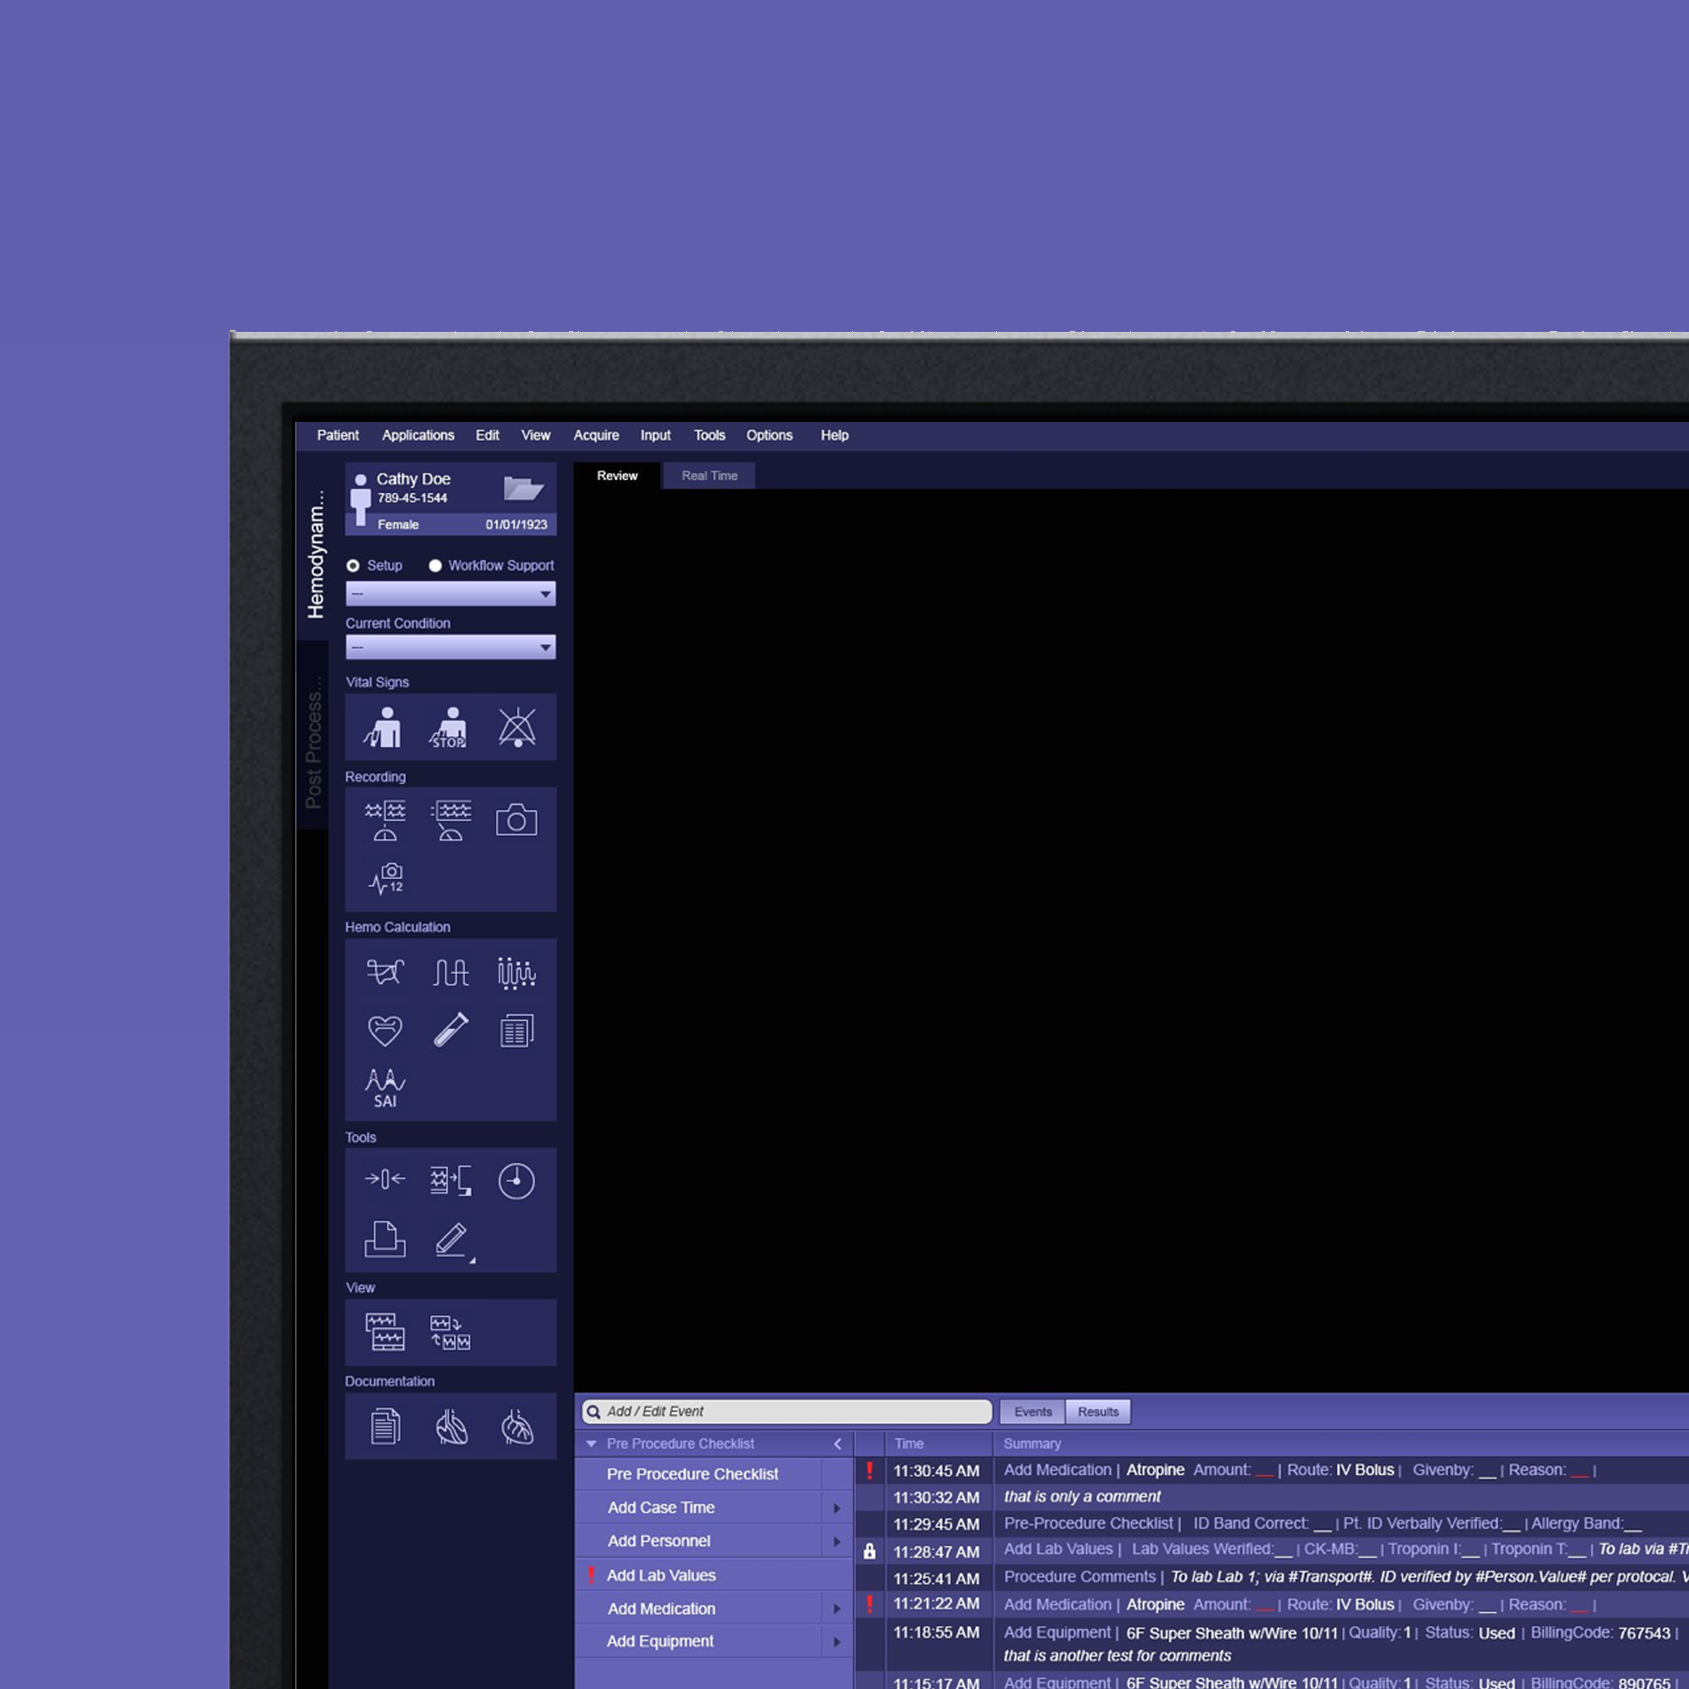 Patient Applications Edit View Acquire Input Tools Options Help
Hemodynam...
Post Process...
Cathy Doe
789-45-1544
Female 01/01/1923
Setup Workflow Support
---
Current Condition
---
Vital Signs
STOP
Recording
12
Hemo Calculation
SAI
Tools
View
Documentation
Review Real Time
Add / Edit Event
Events Results
Pre Procedure Checklist
Pre Procedure Checklist
Add Case Time
Add Personnel
! Add Lab Values
Add Medication
Add Equipment
Time Summary
! 11:30:45 AM Add Medication | Atropine Amount: __ | Route: IV Bolus | Givenby: __ | Reason: __ |
11:30:32 AM that is only a comment
11:29:45 AM Pre-Procedure Checklist | ID Band Correct: __ | Pt. ID Verbally Verified:__ | Allergy Band:__
11:28:47 AM Add Lab Values | Lab Values Werified:__ | CK-MB:__ | Troponin I:__ | Troponin T:__ | To lab via #Tr
11:25:41 AM Procedure Comments | To lab Lab 1; via #Transport#. ID verified by #Person.Value# per protocal. V
! 11:21:22 AM Add Medication | Atropine Amount: __ | Route: IV Bolus | Givenby: __ | Reason: __ |
11:18:55 AM Add Equipment | 6F Super Sheath w/Wire 10/11 | Quality: 1 | Status: Used | BillingCode: 767543 |
that is another test for comments
11:15:17 AM Add Equipment | 6F Super Sheath w/Wire 10/11 | Quality: 1 | Status: Used | BillingCode: 890765 |